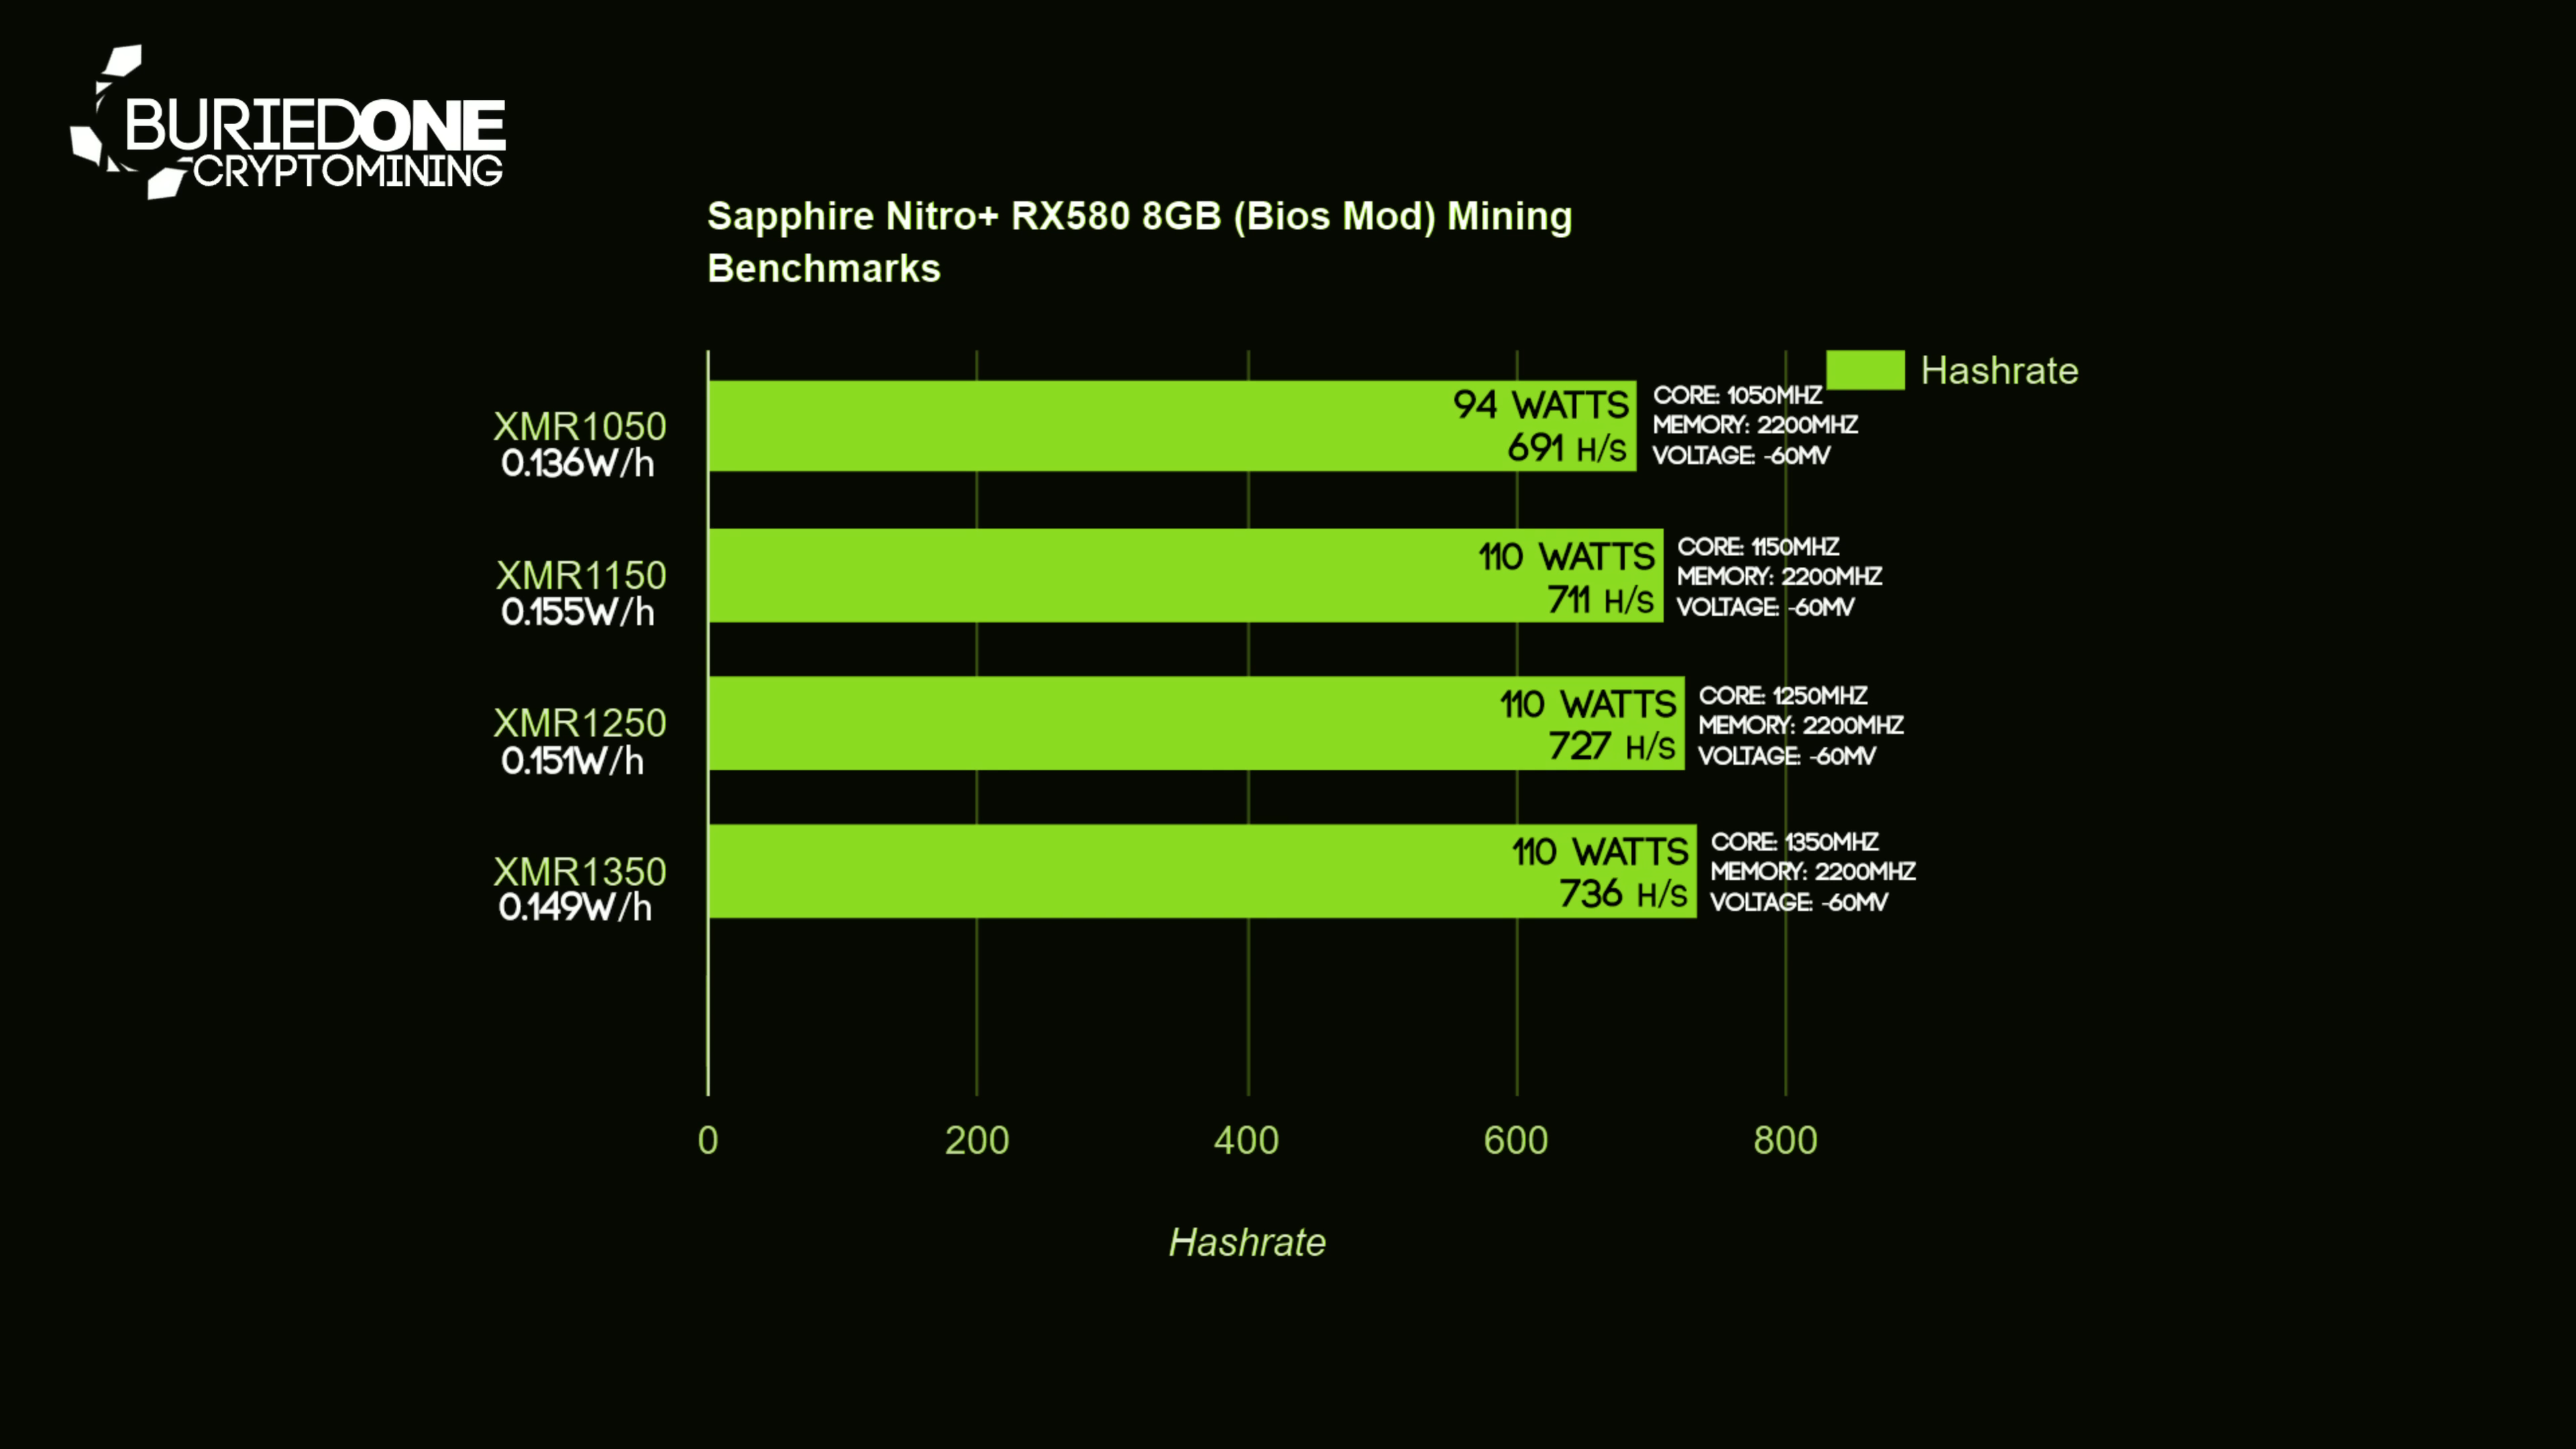 BURIEDONE
CRYPTOMINING
Sapphire Nitro+ RX580 8GB (Bios Mod) Mining
Benchmarks
Hashrate
XMR1050
0.136W/h
94 WATTS
691 H/S
CORE: 1050MHZ
MEMORY: 2200MHZ
VOLTAGE: -60MV
XMR1150
0.155W/h
110 WATTS
711 H/S
CORE: 1150MHZ
MEMORY: 2200MHZ
VOLTAGE: -60MV
XMR1250
0.151W/h
110 WATTS
727 H/S
CORE: 1250MHZ
MEMORY: 2200MHZ
VOLTAGE: -60MV
XMR1350
0.149W/h
110 WATTS
736 H/S
CORE: 1350MHZ
MEMORY: 2200MHZ
VOLTAGE: -60MV
0 200 400 600 800
Hashrate